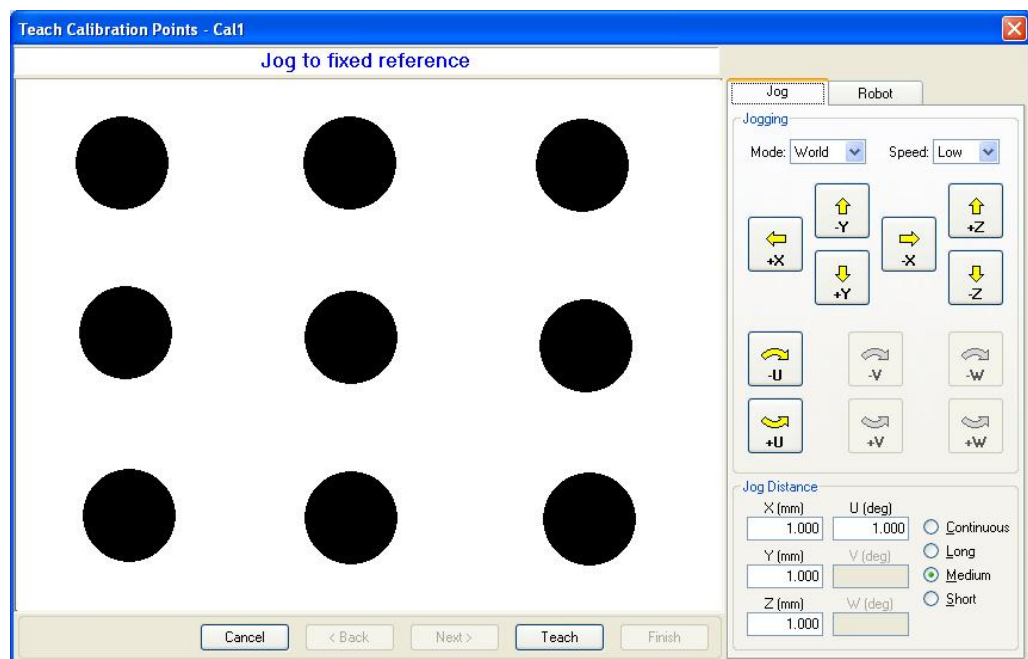 Teach Calibration Points - Cal1
Jog to fixed reference
Jog Robot
Jogging
Mode: World Speed: Low
-Y +Z
+X -X
+Y -Z
-U -V -W
+U +V +W
Jog Distance
X (mm) U (deg)
1.000 1.000 Continuous
Y (mm) V (deg) Long
1.000 Medium
Z (mm) W (deg) Short
1.000
Cancel < Back Next > Teach Finish